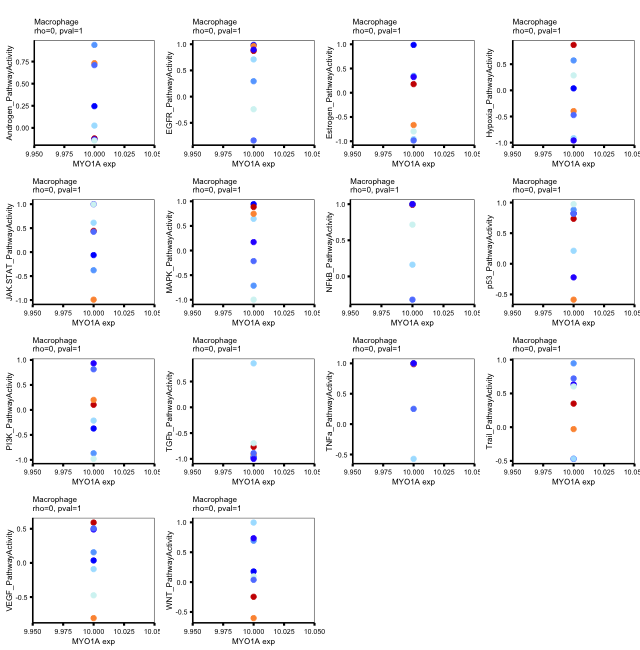 Macrophage
rho=0, pval=1
Androgen_PathwayActivity
0.75
0.50
0.25
0.00
9.950 9.975 10.000 10.025 10.05
MYO1A exp
Macrophage
rho=0, pval=1
EGFR_PathwayActivity
1.0
0.5
0.0
-0.5
9.950 9.975 10.000 10.025 10.05
MYO1A exp
Macrophage
rho=0, pval=1
Estrogen_PathwayActivity
1.0
0.5
0.0
-0.5
-1.0
9.950 9.975 10.000 10.025 10.05
MYO1A exp
Macrophage
rho=0, pval=1
Hypoxia_PathwayActivity
0.5
0.0
-0.5
-1.0
9.950 9.975 10.000 10.025 10.05
MYO1A exp
Macrophage
rho=0, pval=1
JAK.STAT_PathwayActivity
1.0
0.5
0.0
-0.5
-1.0
9.950 9.975 10.000 10.025 10.05
MYO1A exp
Macrophage
rho=0, pval=1
MAPK_PathwayActivity
1.0
0.5
0.0
-0.5
-1.0
9.950 9.975 10.000 10.025 10.05
MYO1A exp
Macrophage
rho=0, pval=1
NFkB_PathwayActivity
1.0
0.5
0.0
9.950 9.975 10.000 10.025 10.05
MYO1A exp
Macrophage
rho=0, pval=1
p53_PathwayActivity
1.0
0.5
0.0
-0.5
9.950 9.975 10.000 10.025 10.05
MYO1A exp
Macrophage
rho=0, pval=1
PI3K_PathwayActivity
1.0
0.5
0.0
-0.5
-1.0
9.950 9.975 10.000 10.025 10.05
MYO1A exp
Macrophage
rho=0, pval=1
TGFb_PathwayActivity
0.5
0.0
-0.5
-1.0
9.950 9.975 10.000 10.025 10.05
MYO1A exp
Macrophage
rho=0, pval=1
TNFa_PathwayActivity
1.0
0.5
0.0
-0.5
9.950 9.975 10.000 10.025 10.05
MYO1A exp
Macrophage
rho=0, pval=1
Trail_PathwayActivity
1.0
0.5
0.0
-0.5
9.950 9.975 10.000 10.025 10.05
MYO1A exp
Macrophage
rho=0, pval=1
VEGF_PathwayActivity
0.5
0.0
-0.5
9.950 9.975 10.000 10.025 10.05
MYO1A exp
Macrophage
rho=0, pval=1
WNT_PathwayActivity
1.0
0.5
0.0
-0.5
9.950 9.975 10.000 10.025 10.050
MYO1A exp